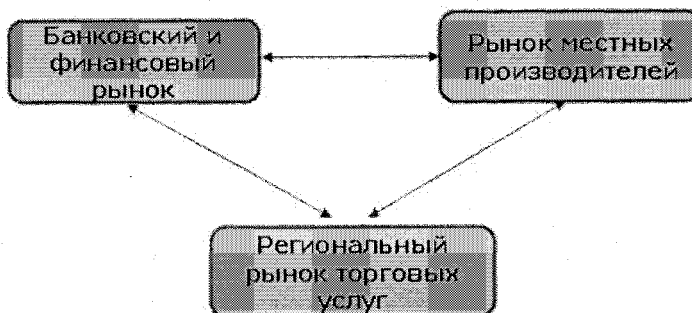 Банковский и
финансовый
рынок
Рынок местных
производителей
Региональный
рынок торговых
услуг